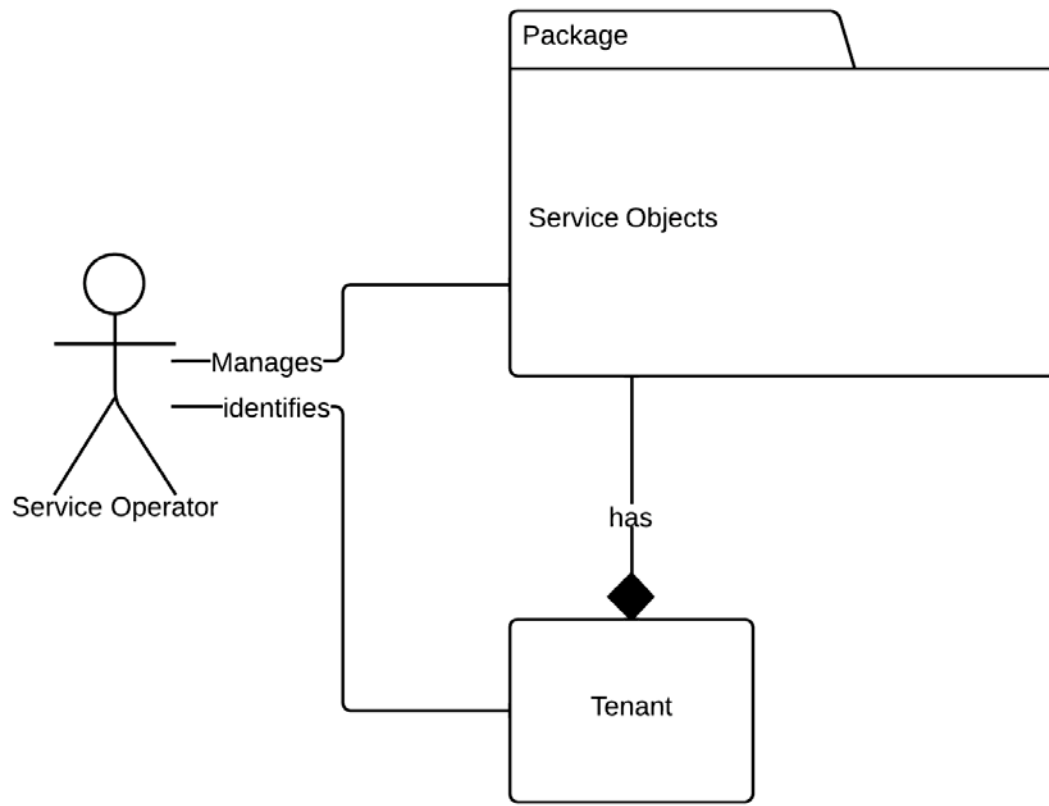 Package
Service Objects
Manages
identifies
Service Operator
has
Tenant